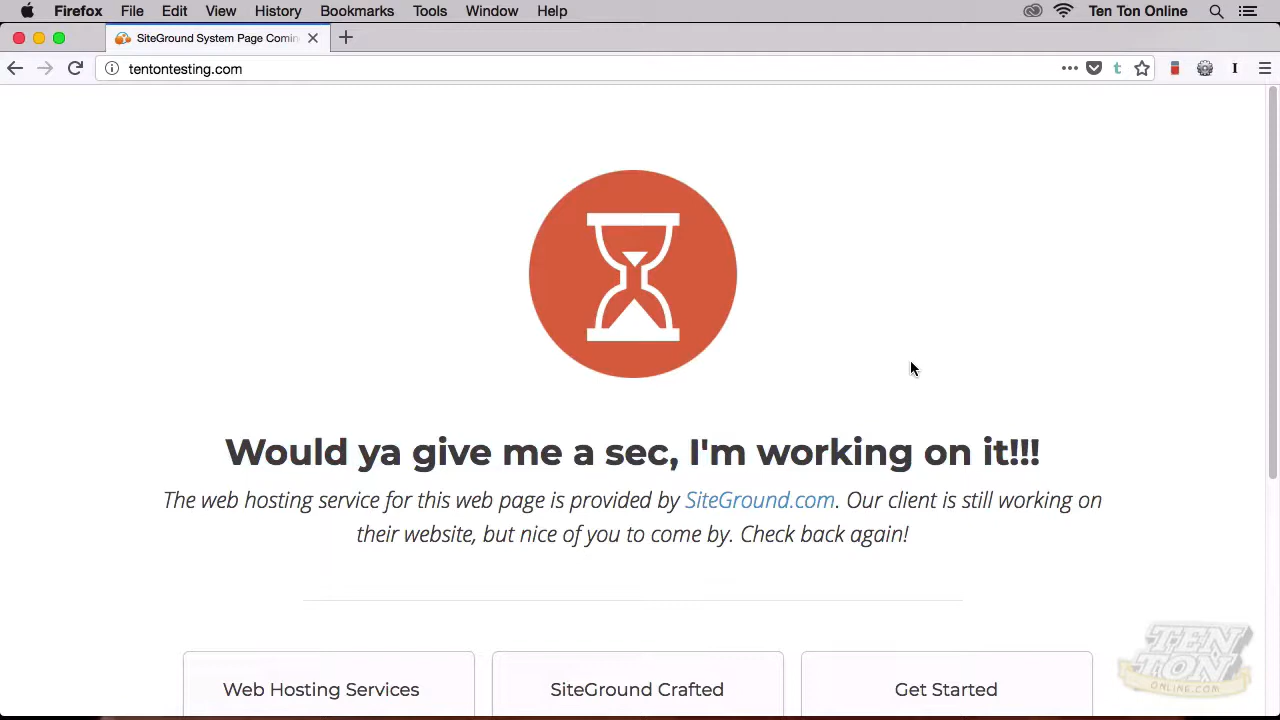 Firefox File Edit View History Bookmarks Tools Window Help Ten Ton Online
SiteGround System Page Comin
tentontesting.com
t
I
Would ya give me a sec, I'm working on it!!!
The web hosting service for this web page is provided by SiteGround.com. Our client is still working on
their website, but nice of you to come by. Check back again!
Web Hosting Services SiteGround Crafted Get Started
TEN
TON
ONLINE.COM